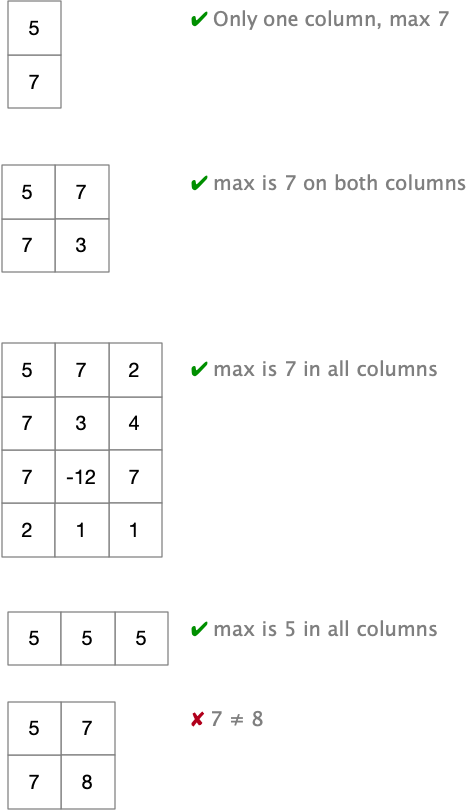 5 ✔ Only one column, max 7
7
5 7 ✔ max is 7 on both columns
7 3
5 7 2 ✔ max is 7 in all columns
7 3 4
7 -12 7
2 1 1
5 5 5 ✔ max is 5 in all columns
5 7 ✘ 7 ≠ 8
7 8